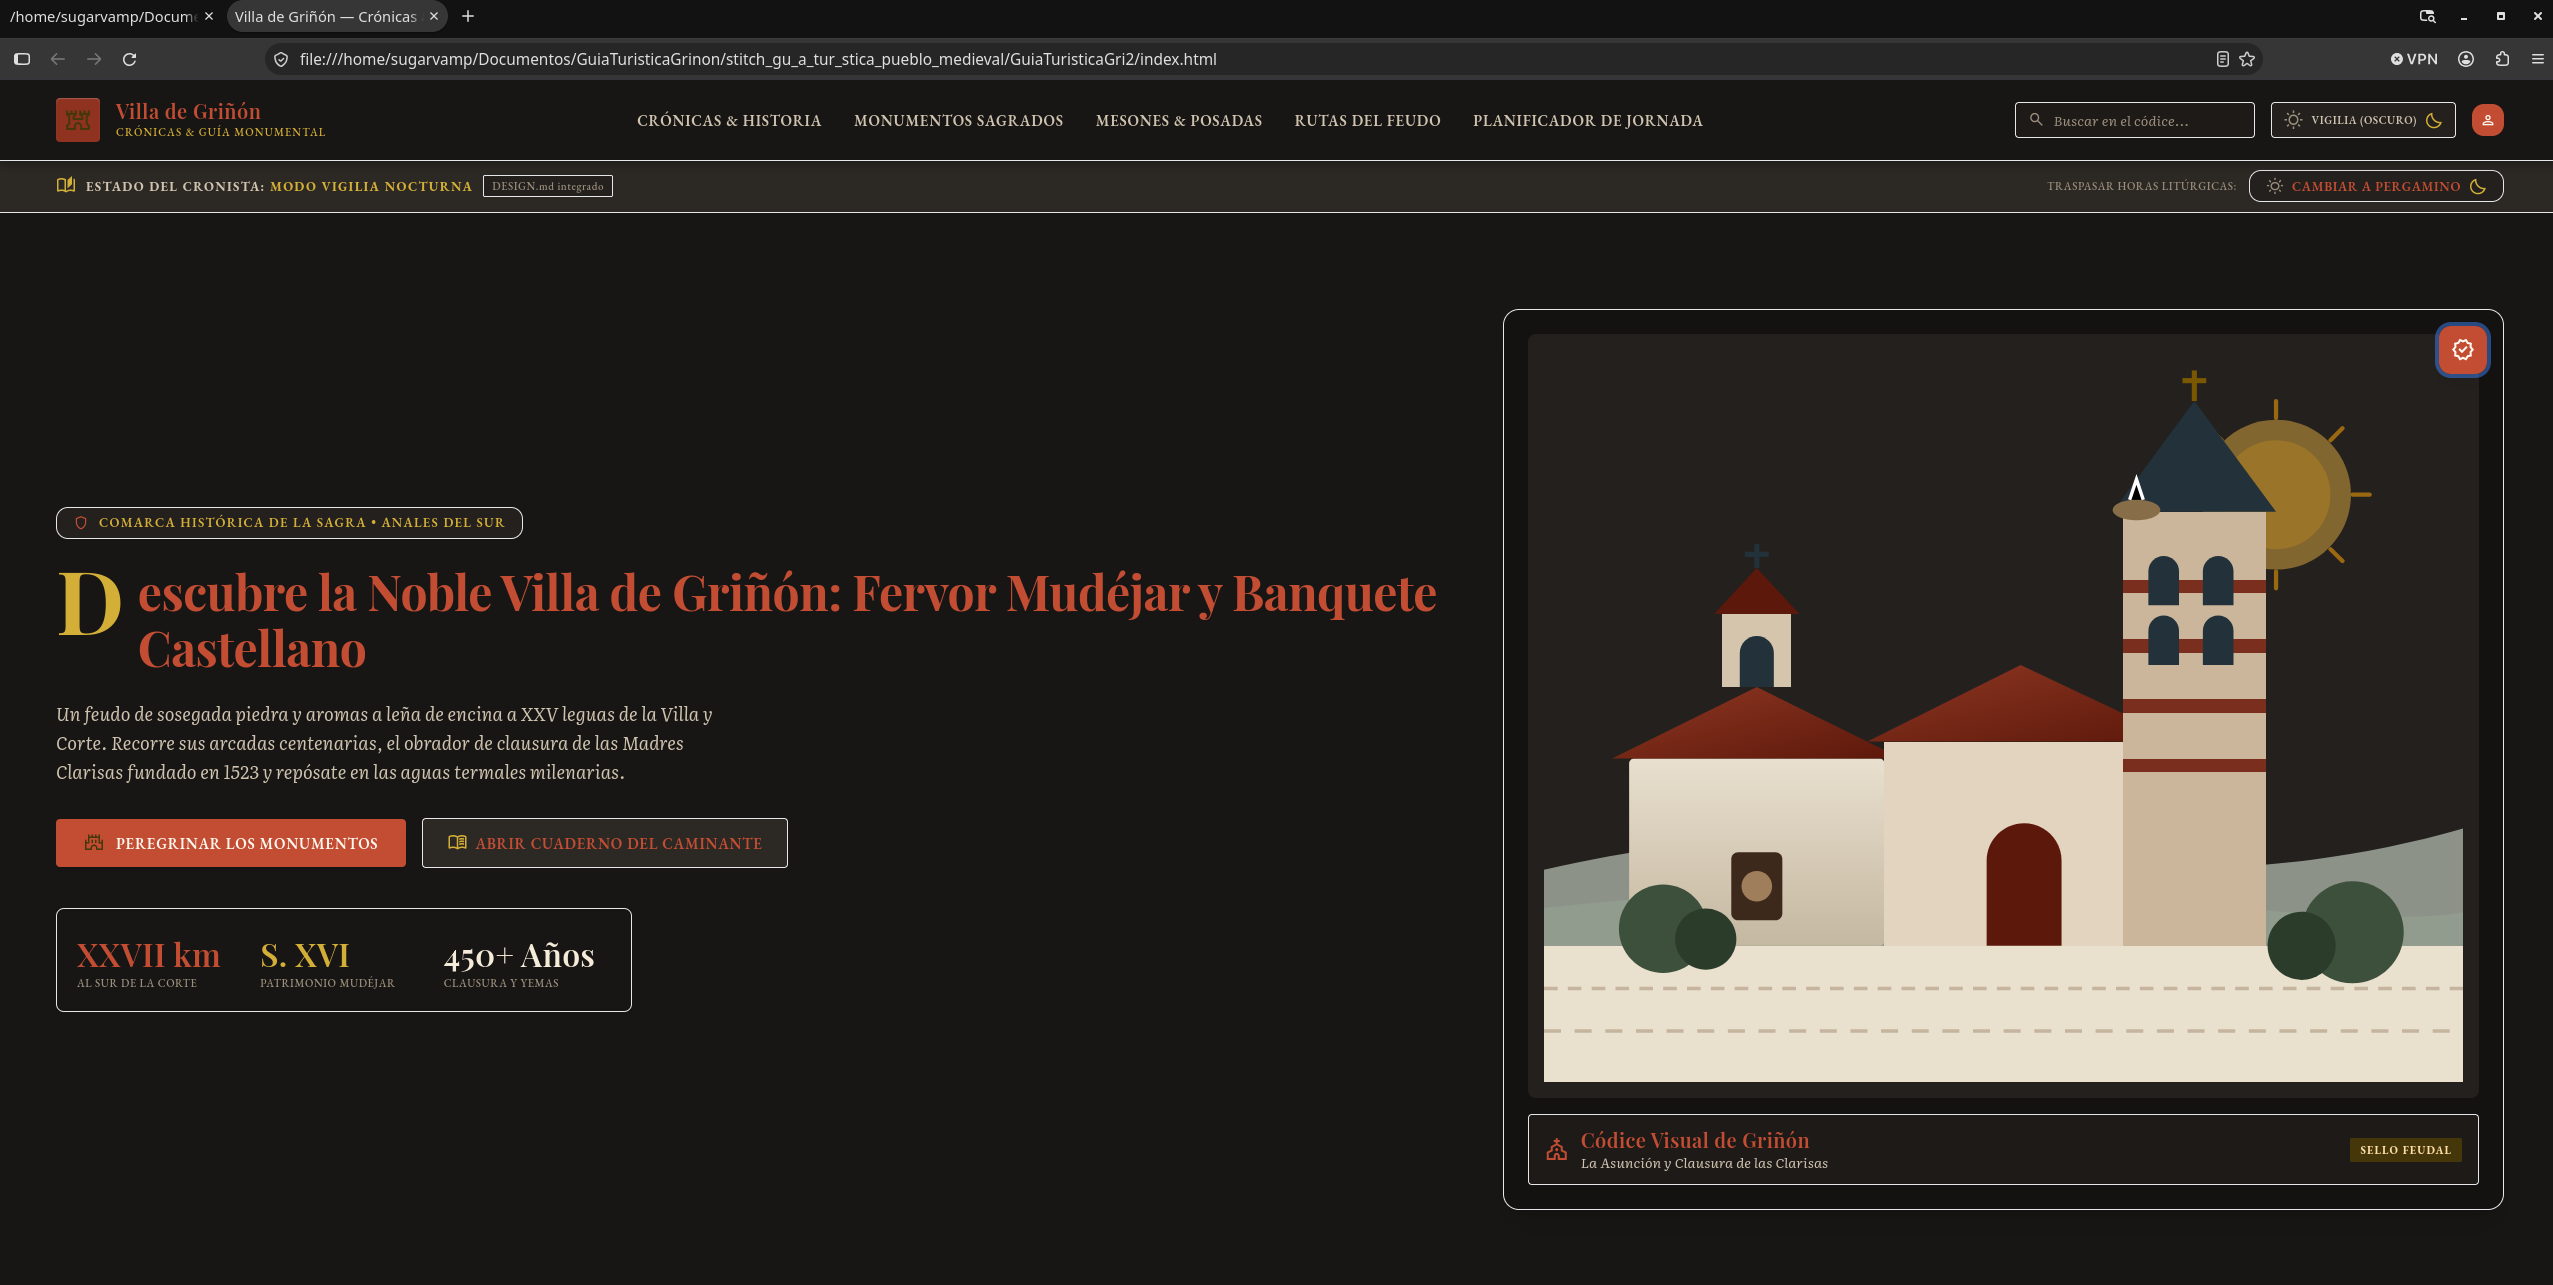 /home/sugarvamp/Docum
Villa de Griñón — Crónicas
file:///home/sugarvamp/Documentos/GuiaTuristicaGrinon/stitch_gu_a_tur_stica_pueblo_medieval/GuiaTuristicaGri2/index.html
VPN
Villa de Griñón
CRÓNICAS & GUÍA MONUMENTAL
CRÓNICAS & HISTORIA
MONUMENTOS SAGRADOS
MESONES & POSADAS
RUTAS DEL FEUDO
PLANIFICADOR DE JORNADA
Buscar en el códice...
VIGILIA (OSCURO)
ESTADO DEL CRONISTA: MODO VIGILIA NOCTURNA
DESIGN.md integrado
TRASPASAR HORAS LITÚRGICAS:
CAMBIAR A PERGAMINO
COMARCA HISTÓRICA DE LA SAGRA • ANALES DEL SUR
Descubre la Noble Villa de Griñón: Fervor Mudéjar y Banquete
Castellano
Un feudo de sosegada piedra y aromas a leña de encina a XXV leguas de la Villa y
Corte. Recorre sus arcadas centenarias, el obrador de clausura de las Madres
Clarisas fundado en 1523 y repósate en las aguas termales milenarias.
PEREGRINAR LOS MONUMENTOS
ABRIR CUADERNO DEL CAMINANTE
XXVII km
AL SUR DE LA CORTE
S. XVI
PATRIMONIO MUDÉJAR
450+ Años
CLAUSURA Y YEMAS
Códice Visual de Griñón
La Asunción y Clausura de las Clarisas
SELLO FEUDAL